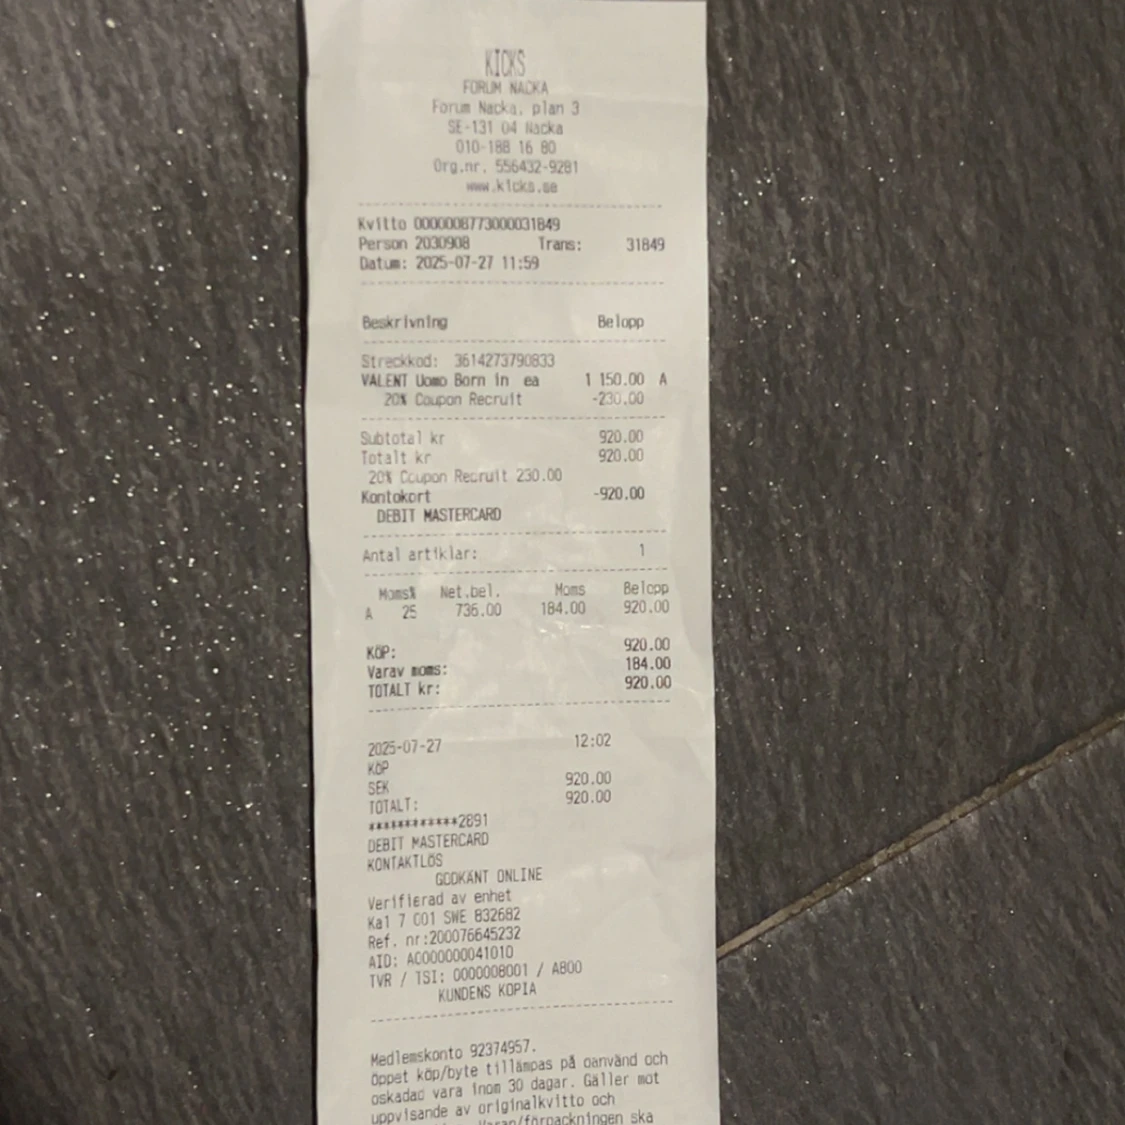 KICKS
FORUM NACKA
Forum Nacka, plan 3
SE-131 04 Nacka
010-188 16 80
Org.nr. 556432-9281
www.kicks.se
Kvitto 0000008773000031849
Person 2030908 Trans: 31849
Datum: 2025-07-27 11:59
Beskrivning Belopp
Streckkod: 3614273790833
VALENT Uomo Born in ea 1 150.00 A
20% Coupon Recruit -230.00
Subtotal kr 920.00
Totalt kr 920.00
20% Coupon Recruit 230.00
Kontokort -920.00
DEBIT MASTERCARD
Antal artiklar: 1
Moms% Net.bel. Moms Belopp
A 25 736.00 184.00 920.00
KÖP: 920.00
Varav moms: 184.00
TOTALT kr: 920.00
2025-07-27 12:02
KÖP
SEK 920.00
TOTALT: 920.00
************2891
DEBIT MASTERCARD
KONTAKTLÖS
GODKÄNT ONLINE
Verifierad av enhet
Ka1 7 001 SWE 832682
Ref. nr:200076645232
AID: A0000000041010
TVR / TSI: 0000008001 / A800
KUNDENS KOPIA
Medlemskonto 92374957.
Öppet köp/byte tillämpas på oanvänd och
oskadad vara inom 30 dagar. Gäller mot
uppvisande av originalkvitto och
Varan/förpackningen ska